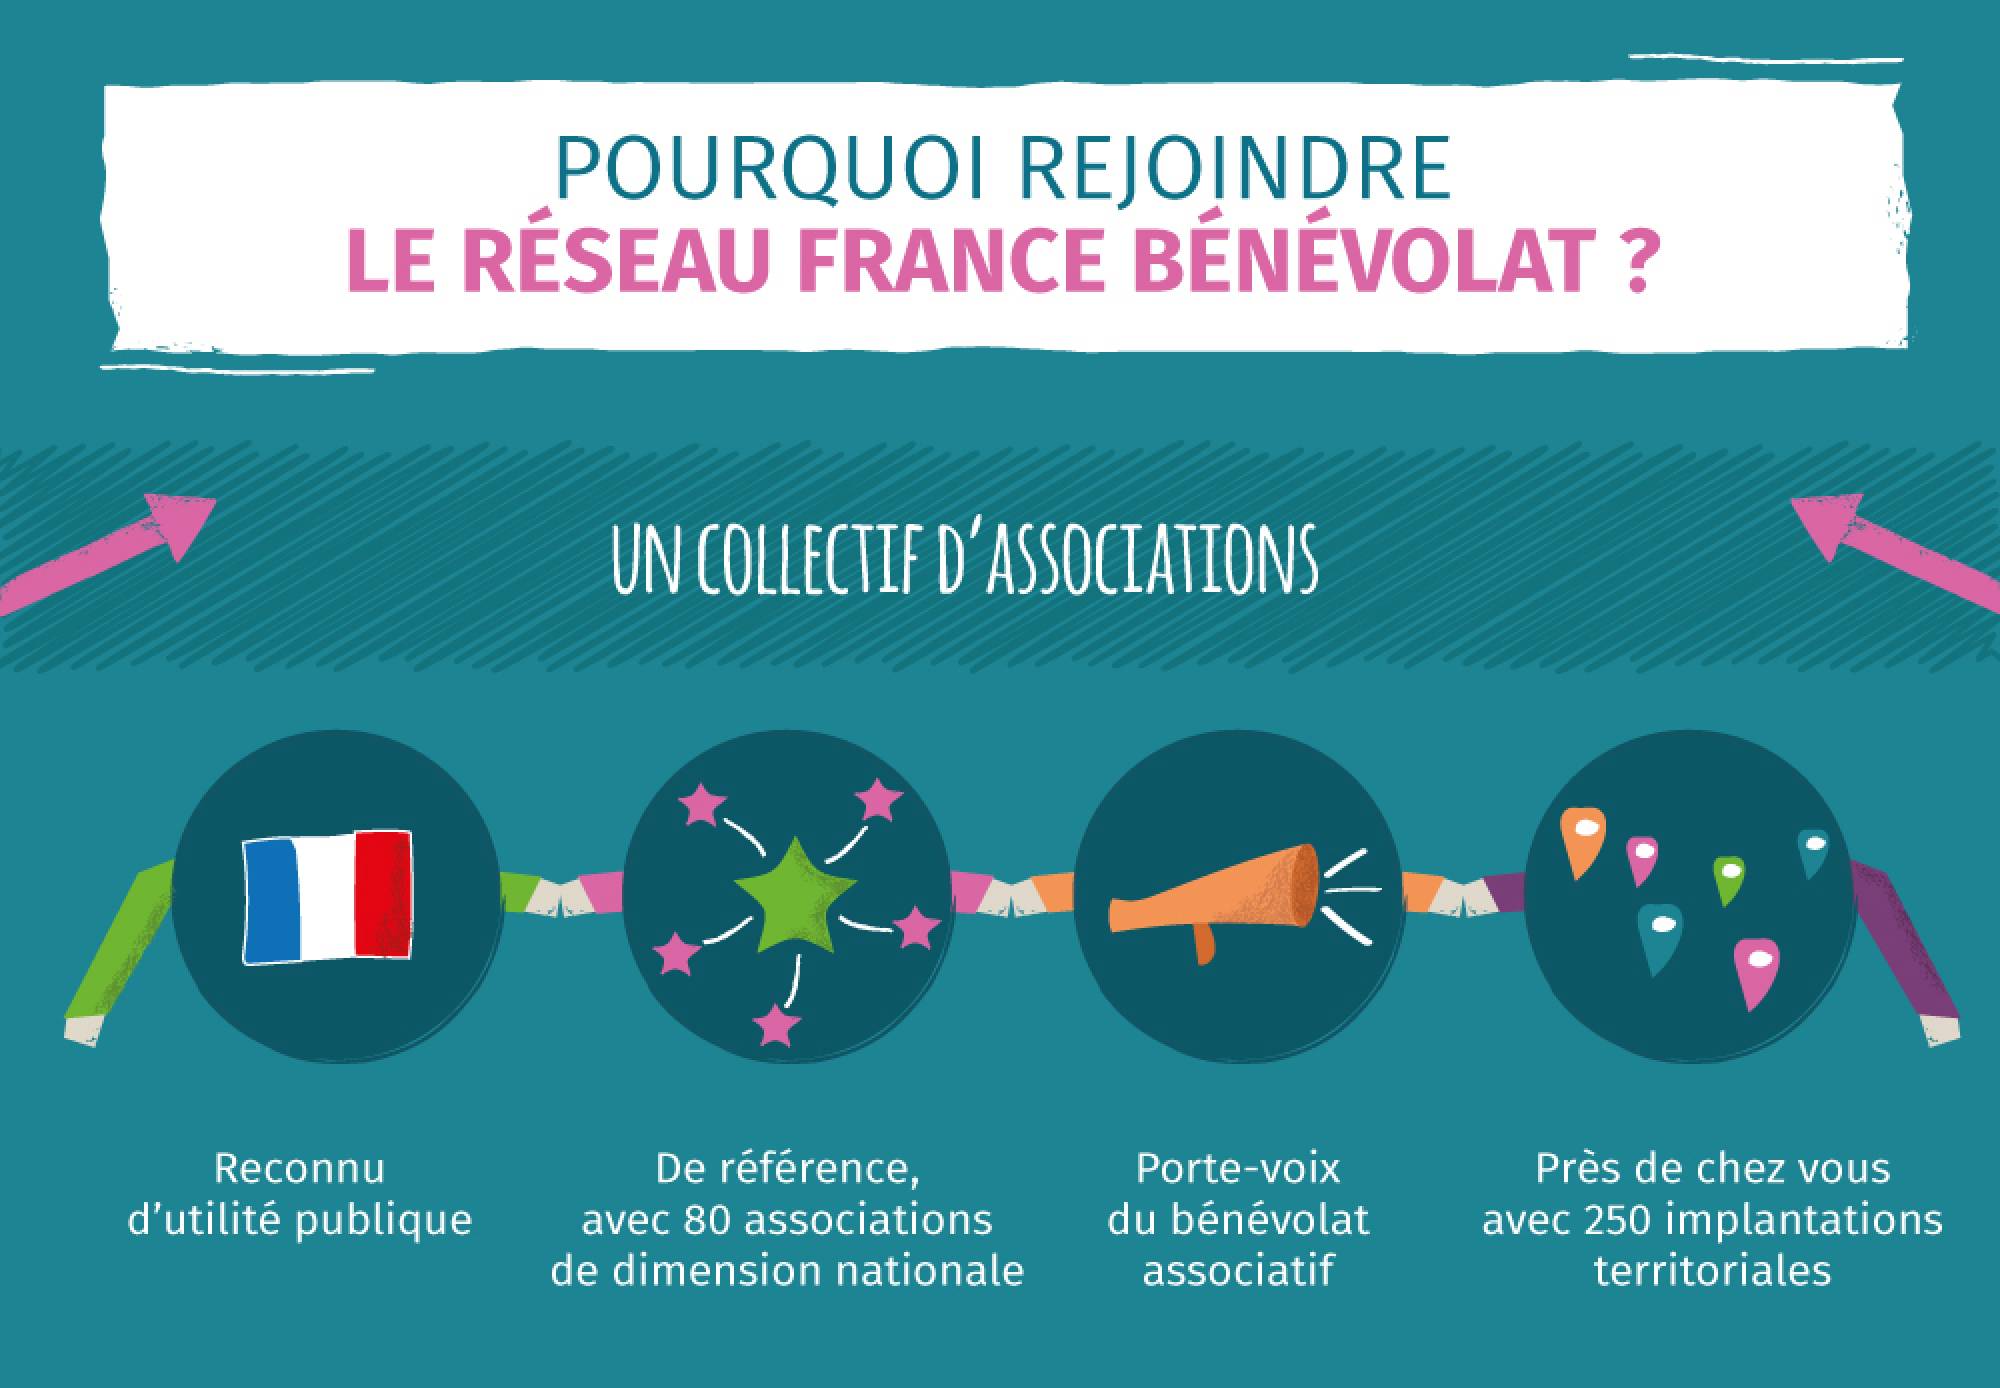 POURQUOI REJOINDRE
LE RÉSEAU FRANCE BÉNÉVOLAT ?
UN COLLECTIF D'ASSOCIATIONS
Reconnu
d'utilité publique
De référence,
avec 80 associations
de dimension nationale
Porte-voix
du bénévolat
associatif
Près de chez vous
avec 250 implantations
territoriales